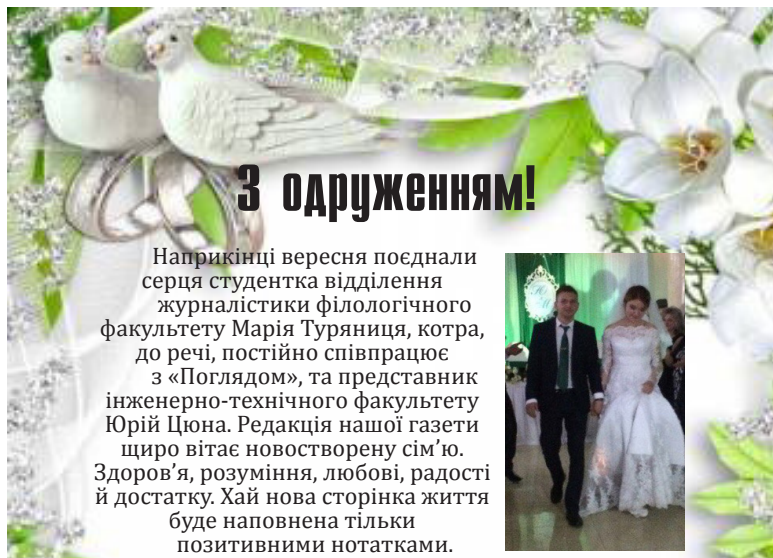 З одруженням!
Наприкінці вересня поєднали
серця студентка відділення
журналістики філологічного
факультету Марія Туряниця, котра,
до речі, постійно співпрацює
з «Поглядом», та представник
інженерно-технічного факультету
Юрій Цюна. Редакція нашої газети
щиро вітає новостворену сім’ю.
Здоров’я, розуміння, любові, радості
й достатку. Хай нова сторінка життя
буде наповнена тільки
позитивними нотатками.